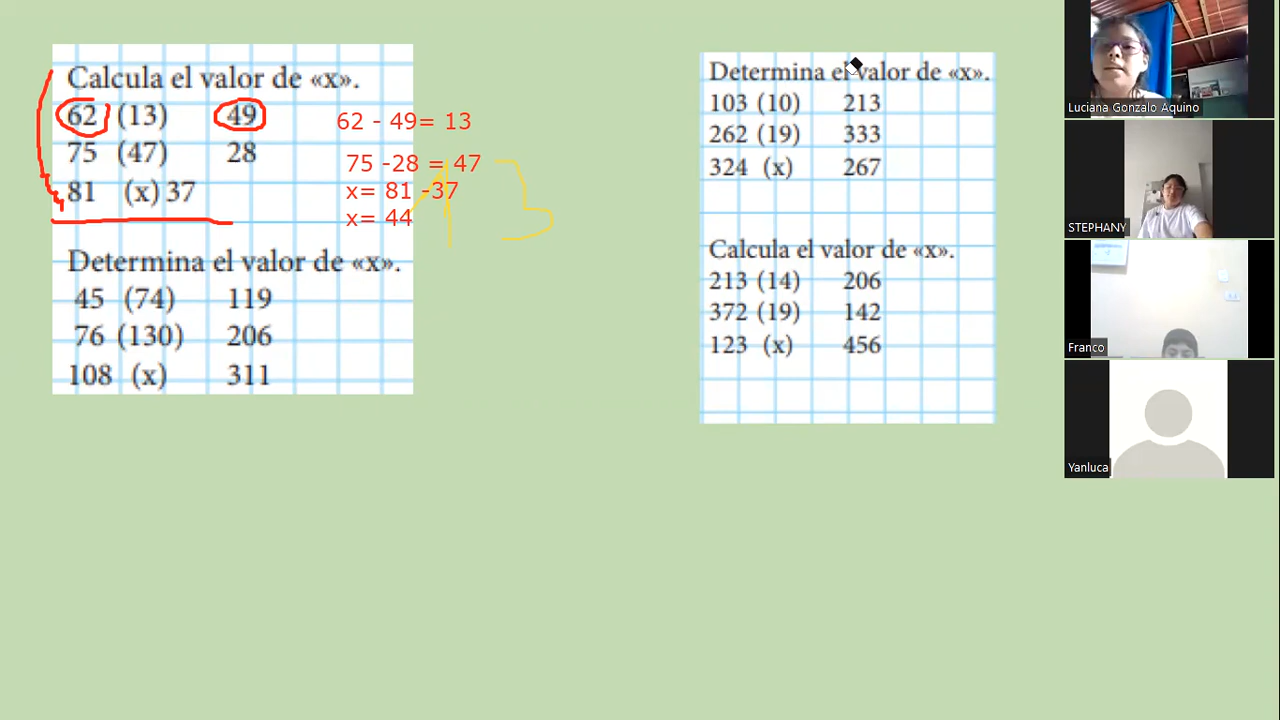 Calcula el valor de «x».
62 (13) 49
75 (47) 28
81 (x) 37
62 - 49= 13
75 -28 = 47
x= 81 -37
x= 44
Determina el valor de «x».
45 (74) 119
76 (130) 206
108 (x) 311
Determina el valor de «x».
103 (10) 213
262 (19) 333
324 (x) 267
Calcula el valor de «x».
213 (14) 206
372 (19) 142
123 (x) 456
Luciana Gonzalo Aquino
STEPHANY
Franco
Yanluca